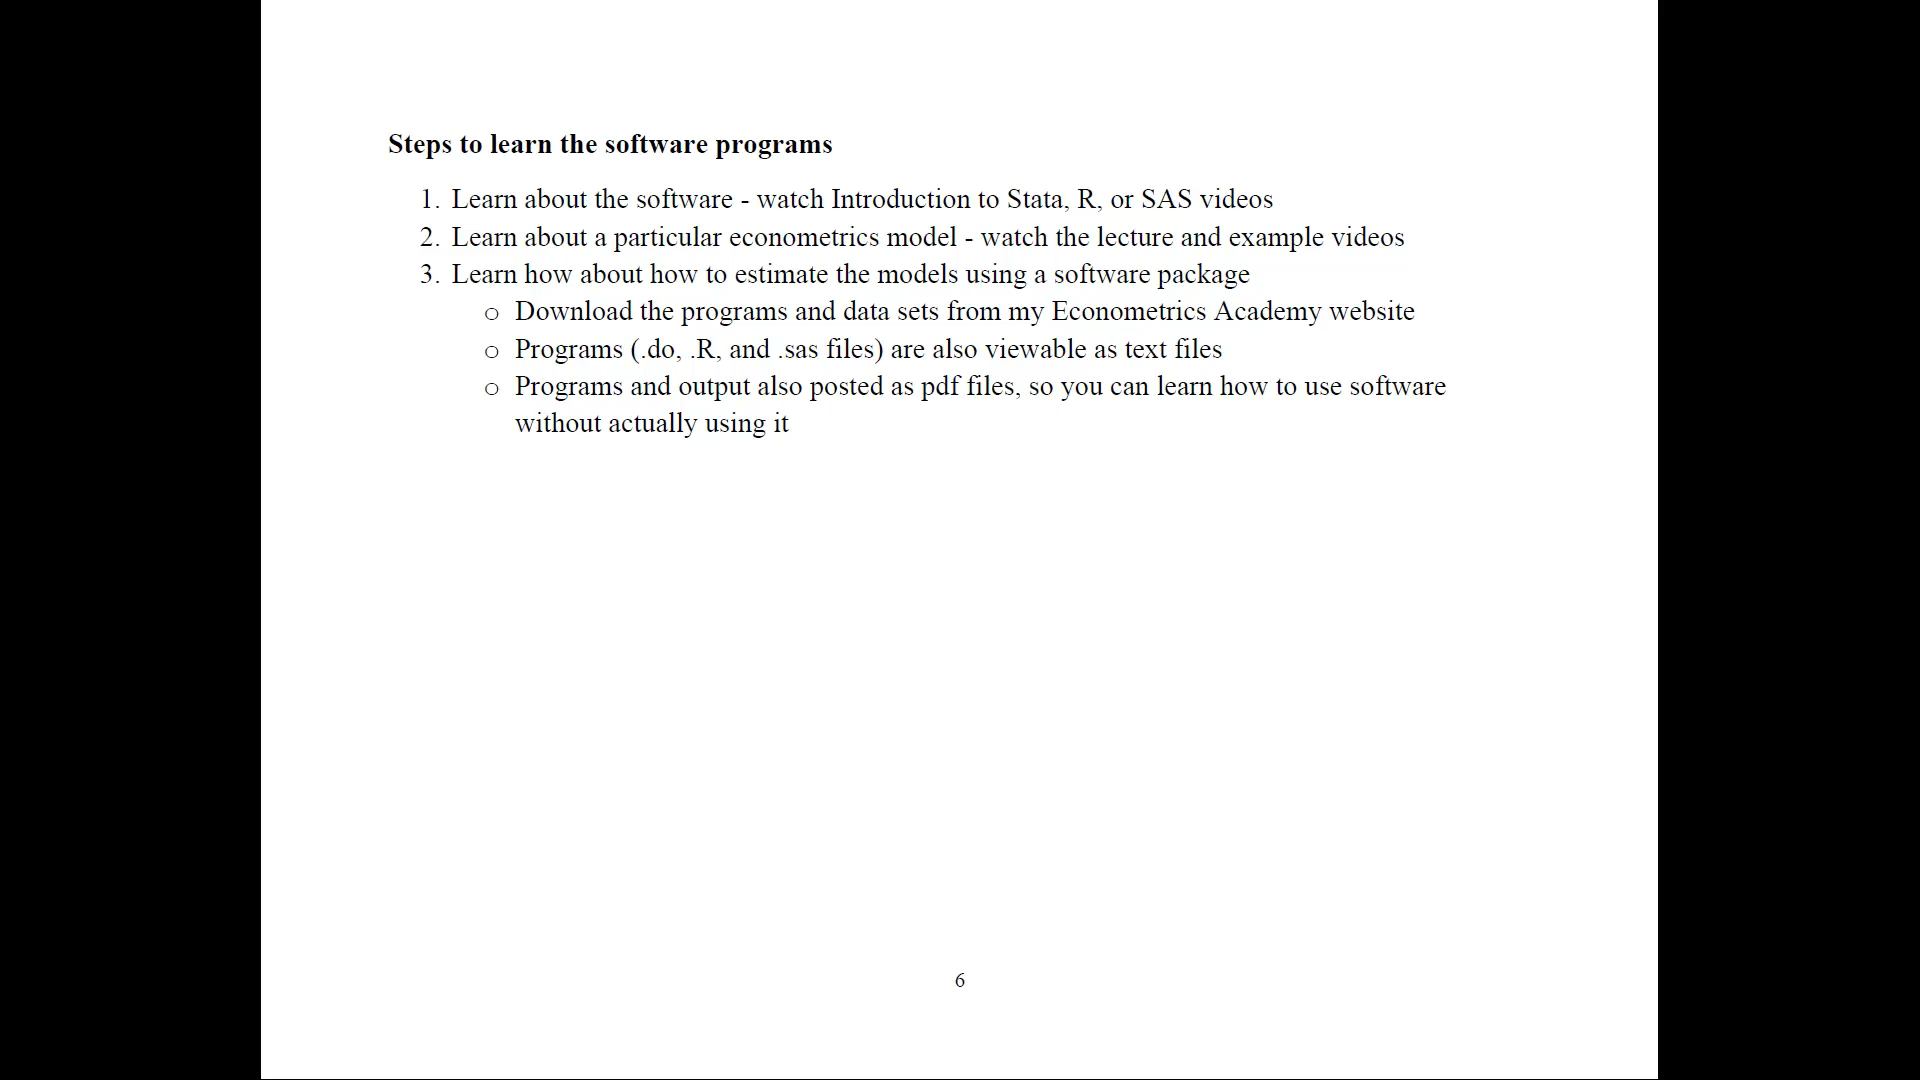 Steps to learn the software programs
1. Learn about the software - watch Introduction to Stata, R, or SAS videos
2. Learn about a particular econometrics model - watch the lecture and example videos
3. Learn how about how to estimate the models using a software package
o Download the programs and data sets from my Econometrics Academy website
o Programs (.do, .R, and .sas files) are also viewable as text files
o Programs and output also posted as pdf files, so you can learn how to use software
without actually using it
6